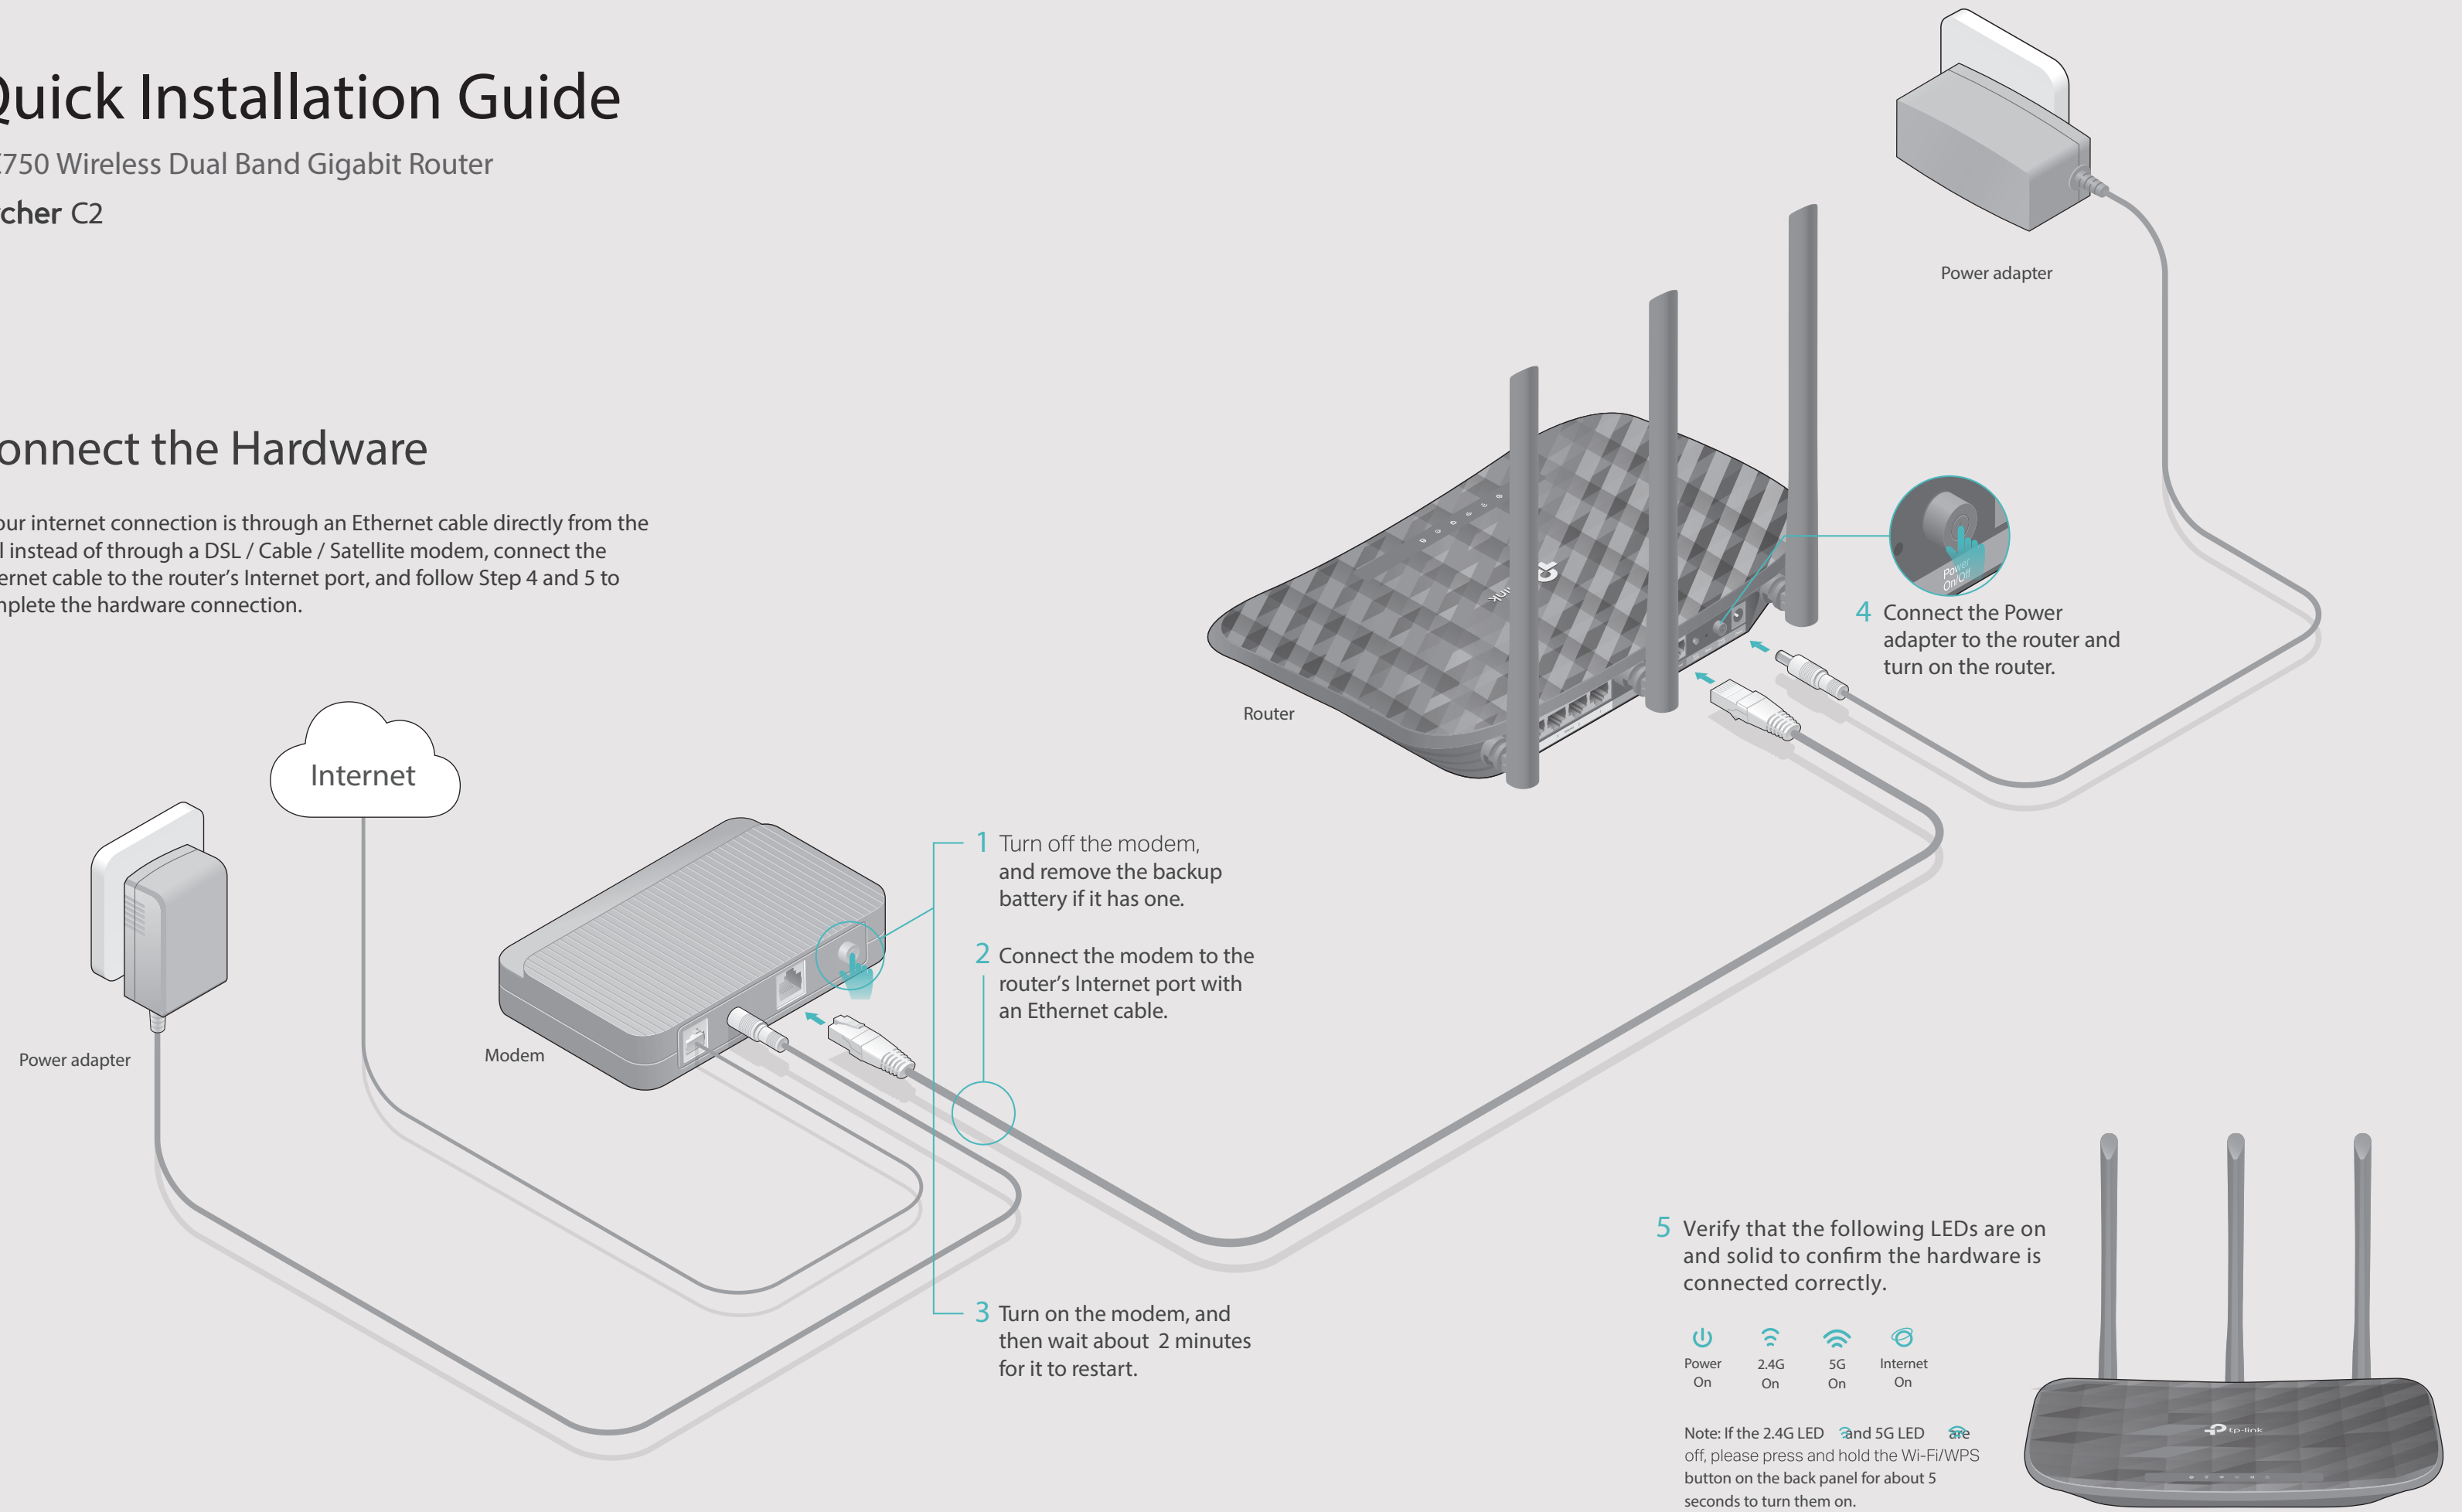 Quick Installation Guide
C750 Wireless Dual Band Gigabit Router
rcher C2
onnect the Hardware
our internet connection is through an Ethernet cable directly from the
l instead of through a DSL / Cable / Satellite modem, connect the
ernet cable to the router's Internet port, and follow Step 4 and 5 to
mplete the hardware connection.
Power adapter
Power
On/Off
4 Connect the Power
adapter to the router and
turn on the router.
Router
Internet
Power adapter
Modem
1 Turn off the modem,
and remove the backup
battery if it has one.
2 Connect the modem to the
router's Internet port with
an Ethernet cable.
3 Turn on the modem, and
then wait about 2 minutes
for it to restart.
5 Verify that the following LEDs are on
and solid to confirm the hardware is
connected correctly.
Power 2.4G 5G Internet
On On On On
Note: If the 2.4G LED and 5G LED are
off, please press and hold the Wi-Fi/WPS
button on the back panel for about 5
seconds to turn them on.
tp-link